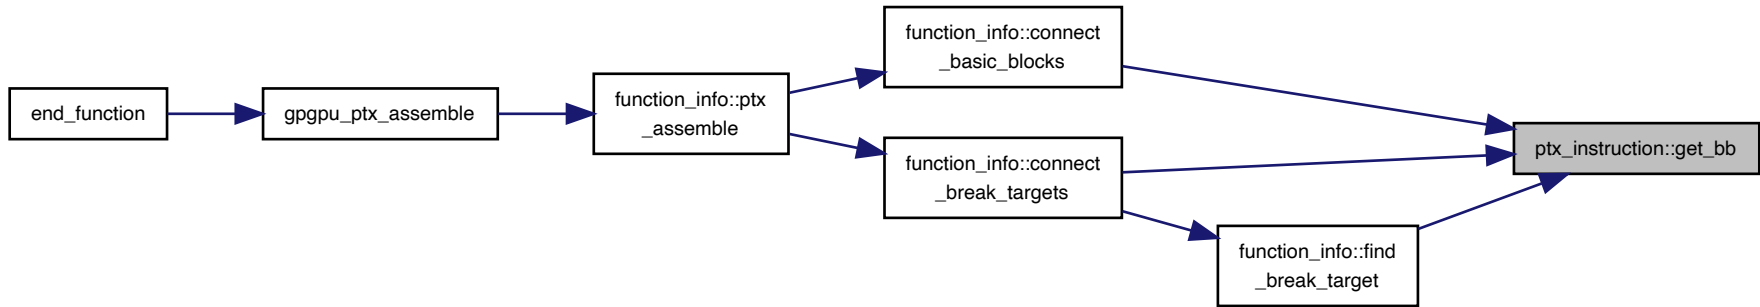 end_function
gpgpu_ptx_assemble
function_info::ptx
_assemble
function_info::connect
_basic_blocks
function_info::connect
_break_targets
function_info::find
_break_target
ptx_instruction::get_bb